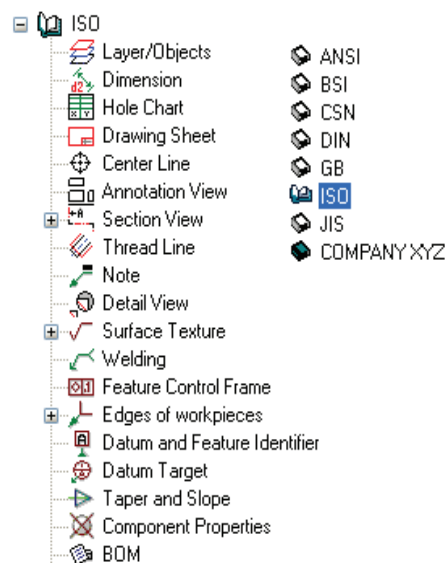 ISO
Layer/Objects
Dimension
Hole Chart
Drawing Sheet
Center Line
Annotation View
Section View
Thread Line
Note
Detail View
Surface Texture
Welding
Feature Control Frame
Edges of workpieces
Datum and Feature Identifier
Datum Target
Taper and Slope
Component Properties
BOM
ANSI
BSI
CSN
DIN
GB
ISO
JIS
COMPANY XYZ